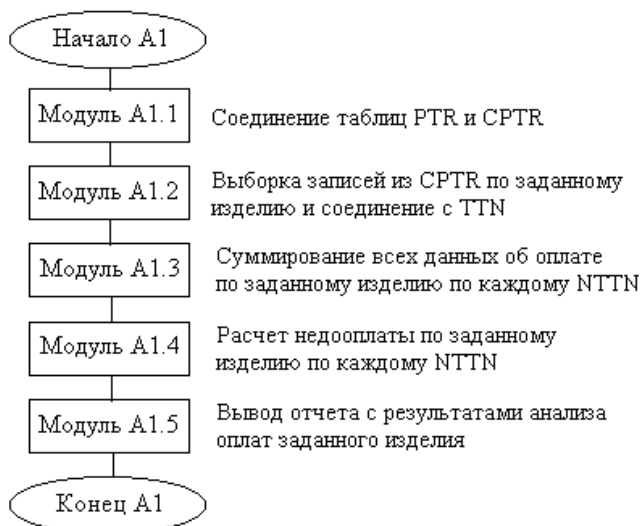 Начало А1
Модуль А1.1
Соединение таблиц PTR и CPTR
Модуль А1.2
Выборка записей из CPTR по заданному
изделию и соединение с TTN
Модуль А1.3
Суммирование всех данных об оплате
по заданному изделию по каждому NTTN
Модуль А1.4
Расчет недооплаты по заданному
изделию по каждому NTTN
Модуль А1.5
Вывод отчета с результатами анализа
оплат заданного изделия
Конец А1